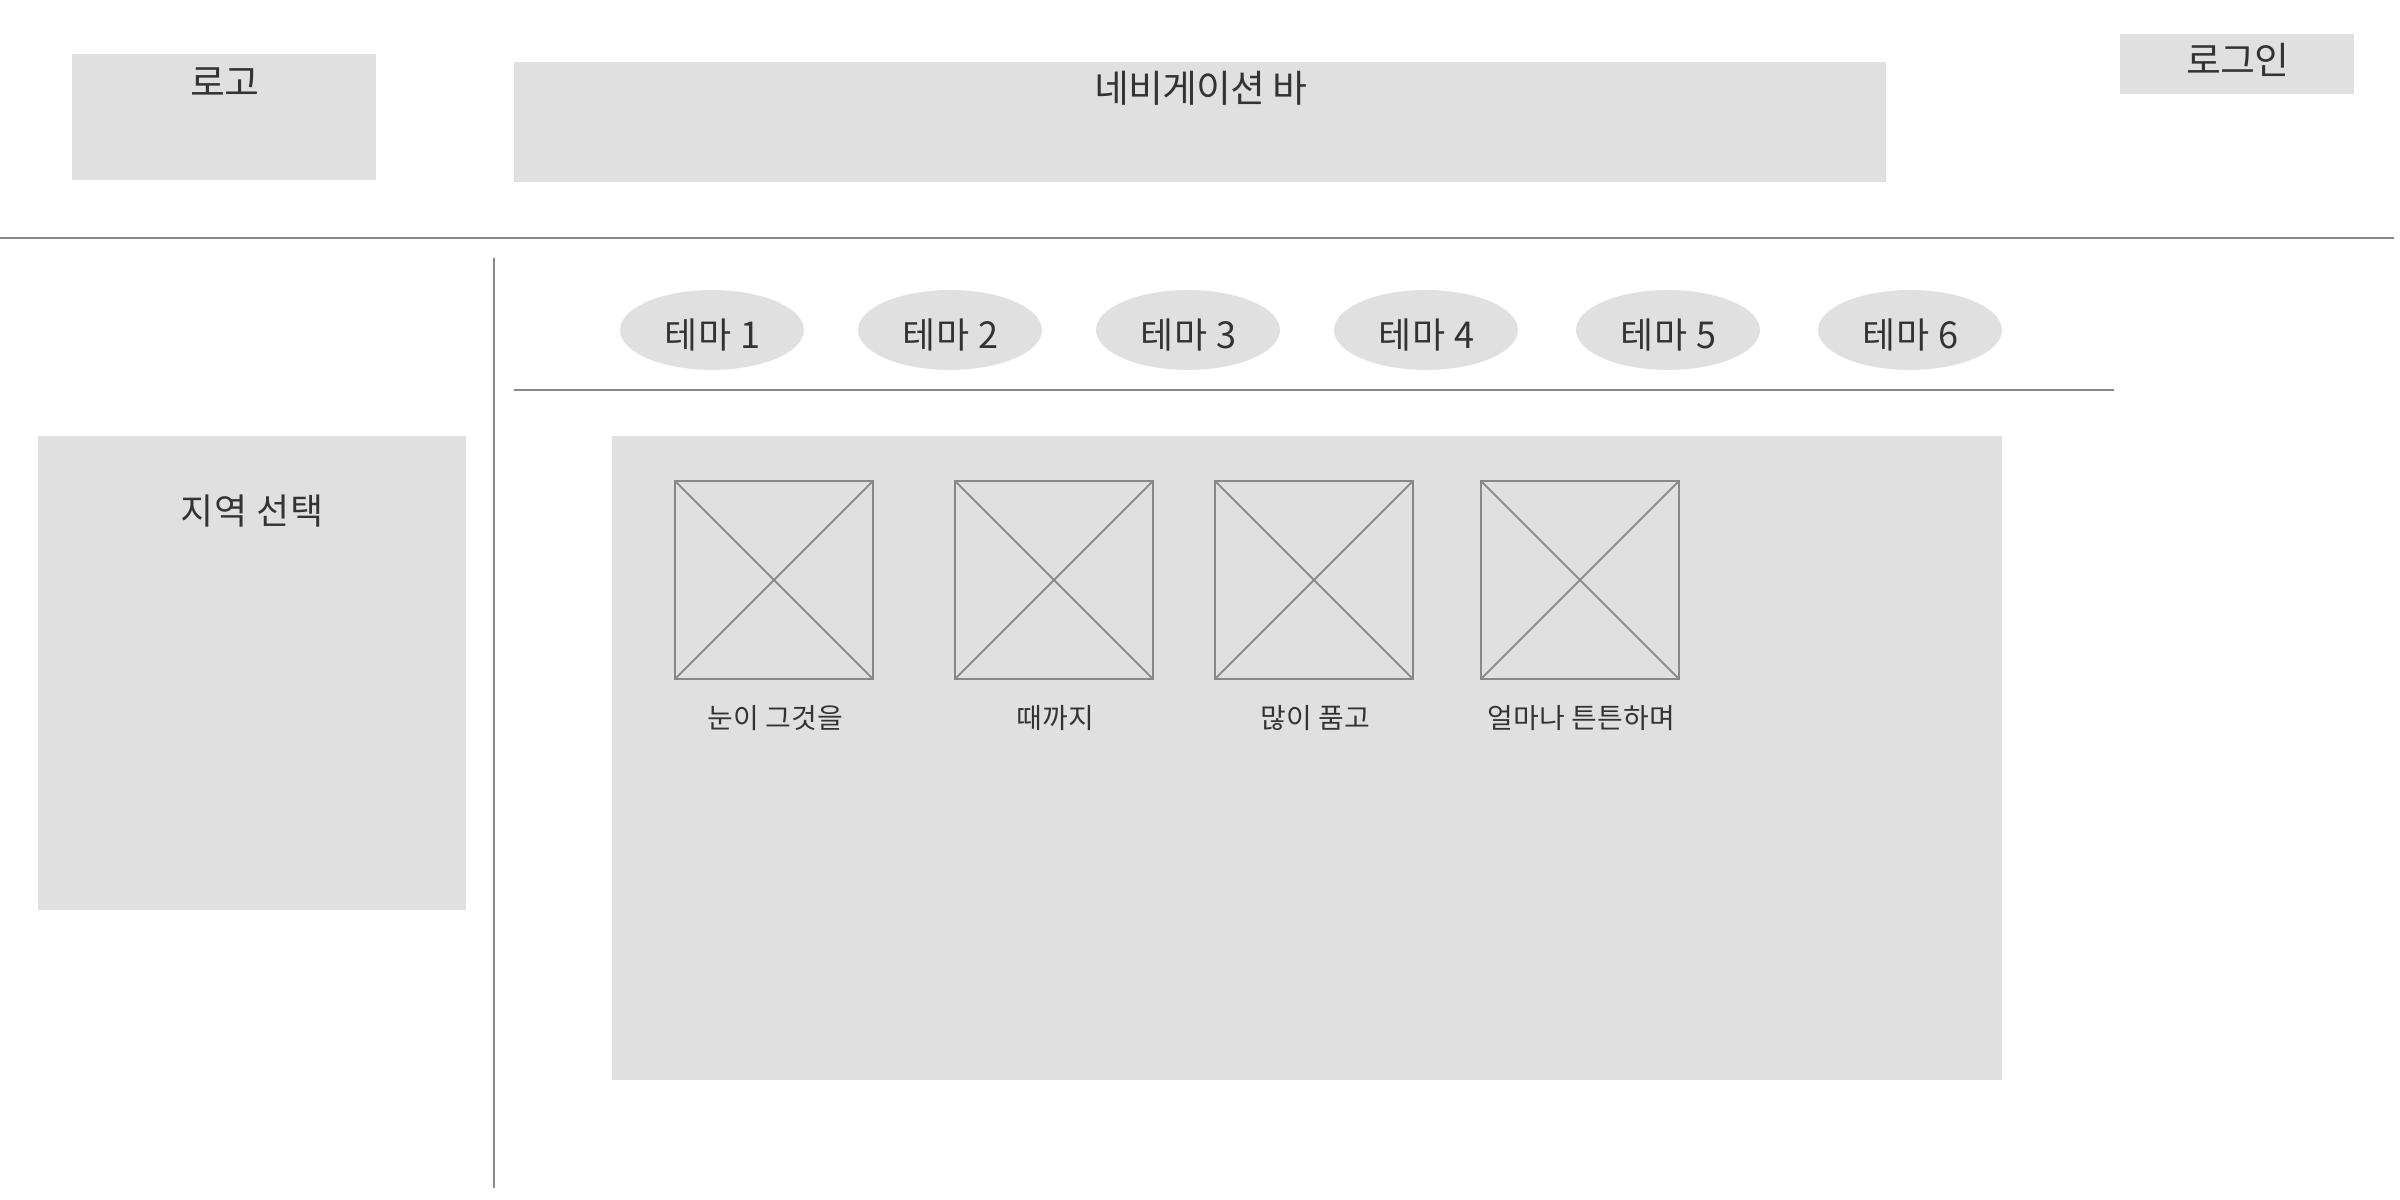 로고
네비게이션 바
로그인
테마 1
테마 2
테마 3
테마 4
테마 5
테마 6
지역 선택
눈이 그것을
때까지
많이 품고
얼마나 튼튼하며